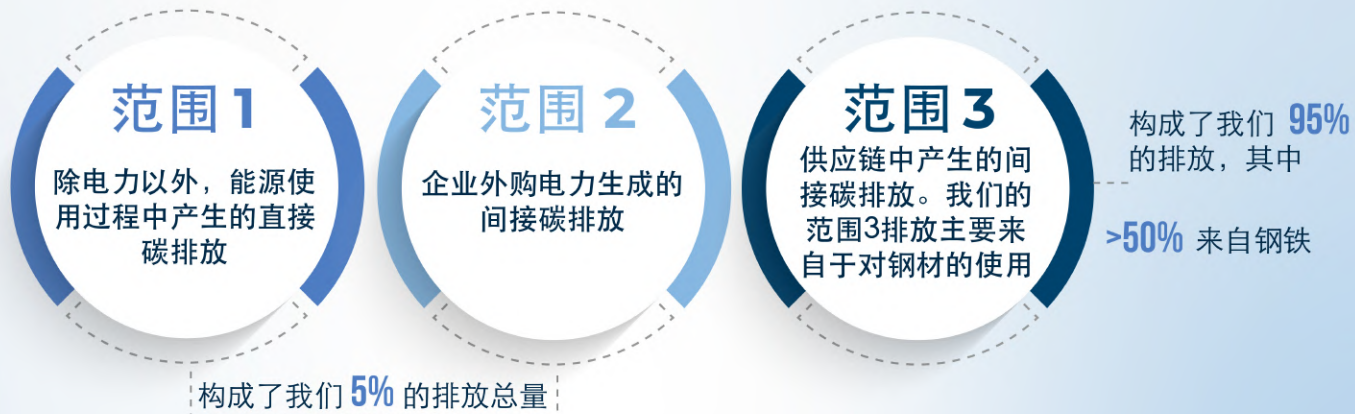 范围 1
除电力以外，能源使
用过程中产生的直接
碳排放
范围 2
企业外购电力生成的
间接碳排放
范围 3
供应链中产生的间
接碳排放。我们的
范围3排放主要来
自于对钢材的使用
构成了我们 95%
的排放，其中
>50% 来自钢铁
构成了我们 5% 的排放总量